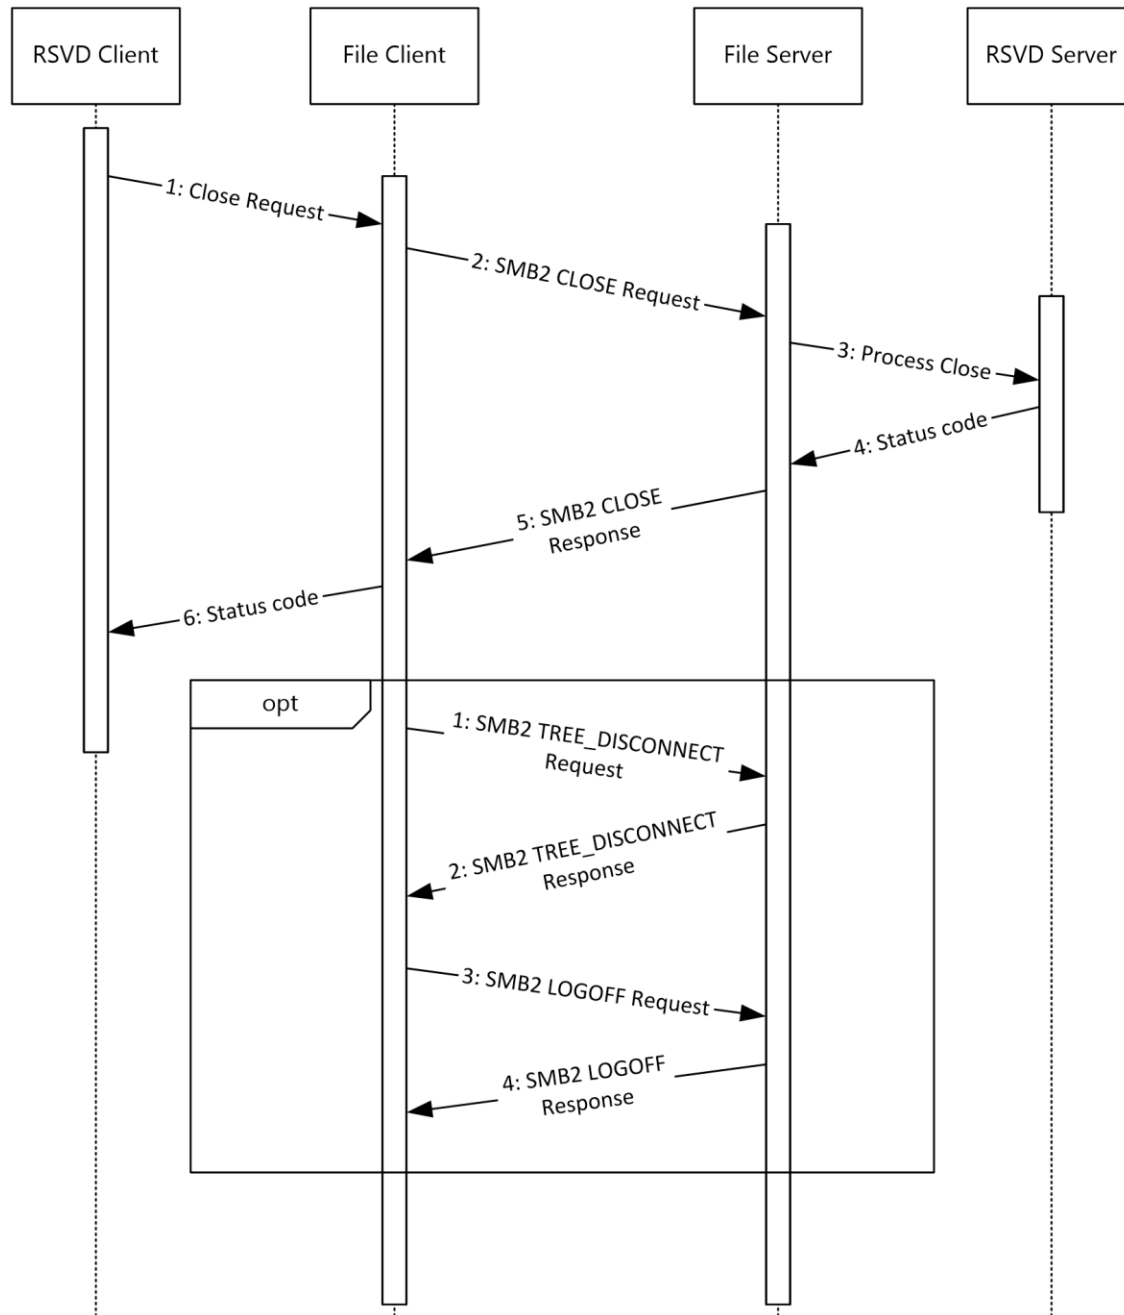 RSVD Client
File Client
File Server
RSVD Server
1: Close Request
2: SMB2 CLOSE Request
3: Process Close
4: Status code
5: SMB2 CLOSE
Response
6: Status code
opt
1: SMB2 TREE_DISCONNECT
Request
2: SMB2 TREE_DISCONNECT
Response
3: SMB2 LOGOFF Request
4: SMB2 LOGOFF
Response